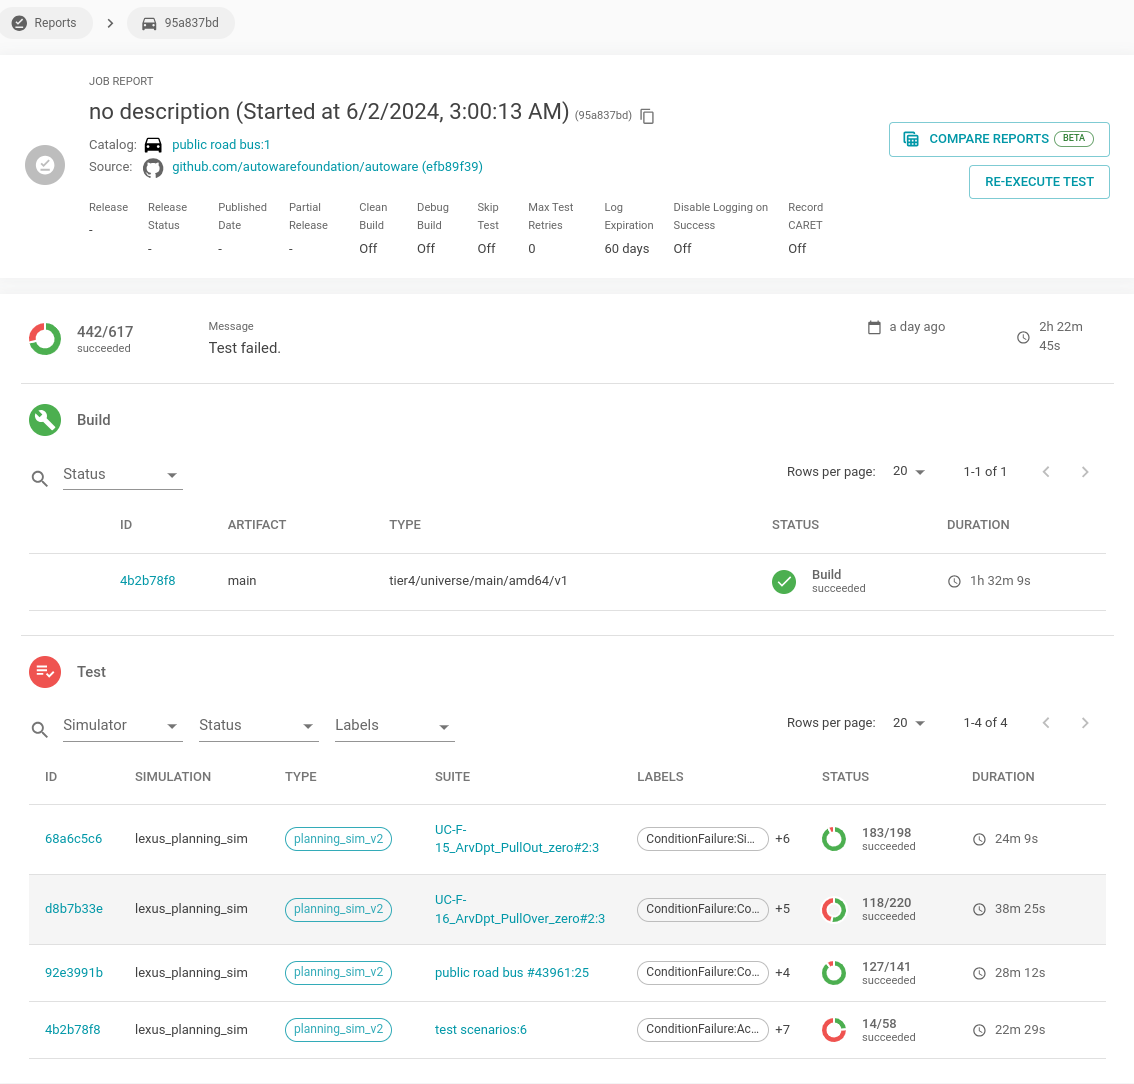 Reports
95a837bd
JOB REPORT
no description (Started at 6/2/2024, 3:00:13 AM) (95a837bd)
Catalog: public road bus:1
Source: github.com/autowarefoundation/autoware (efb89f39)
COMPARE REPORTS BETA
RE-EXECUTE TEST
Release
-
Release
Status
-
Published
Date
-
Partial
Release
-
Clean
Build
Off
Debug
Build
Off
Skip
Test
Off
Max Test
Retries
0
Log
Expiration
60 days
Disable Logging on
Success
Off
Record
CARET
Off
442/617
succeeded
Message
Test failed.
a day ago
2h 22m
45s
Build
Status
Rows per page: 20 1-1 of 1
ID ARTIFACT TYPE STATUS DURATION
4b2b78f8 main tier4/universe/main/amd64/v1 Build
succeeded
1h 32m 9s
Test
Simulator Status Labels
Rows per page: 20 1-4 of 4
ID SIMULATION TYPE SUITE LABELS STATUS DURATION
68a6c5c6 lexus_planning_sim planning_sim_v2 UC-F-
15_ArvDpt_PullOut_zero#2:3
ConditionFailure:Si... +6
183/198
succeeded
24m 9s
d8b7b33e lexus_planning_sim planning_sim_v2 UC-F-
16_ArvDpt_PullOver_zero#2:3
ConditionFailure:Co... +5
118/220
succeeded
38m 25s
92e3991b lexus_planning_sim planning_sim_v2 public road bus #43961:25 ConditionFailure:Co... +4
127/141
succeeded
28m 12s
4b2b78f8 lexus_planning_sim planning_sim_v2 test scenarios:6 ConditionFailure:Ac... +7
14/58
succeeded
22m 29s